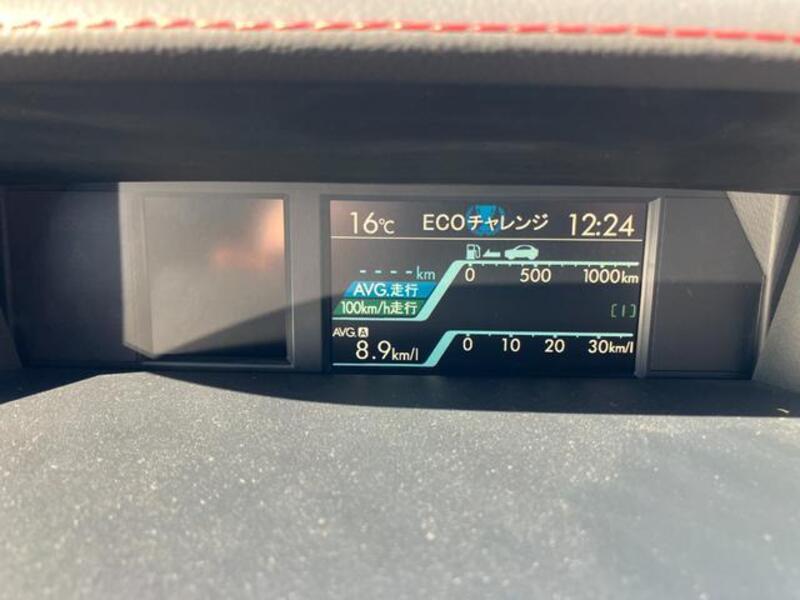 16℃ ECOチャレンジ 12:24
- - - - km 0 500 1000km
AVG.走行
100km/h走行 [1]
AVG.A
8.9km/l 0 10 20 30km/l